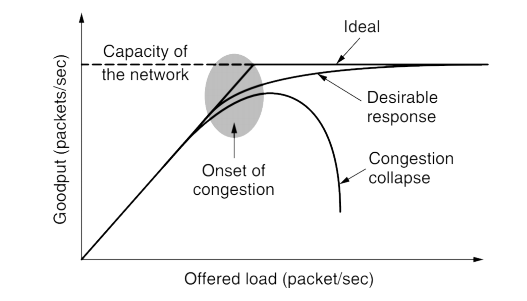 Ideal
Capacity of
the network
Desirable
response
Congestion
collapse
Onset of
congestion
Goodput (packets/sec)
Offered load (packet/sec)